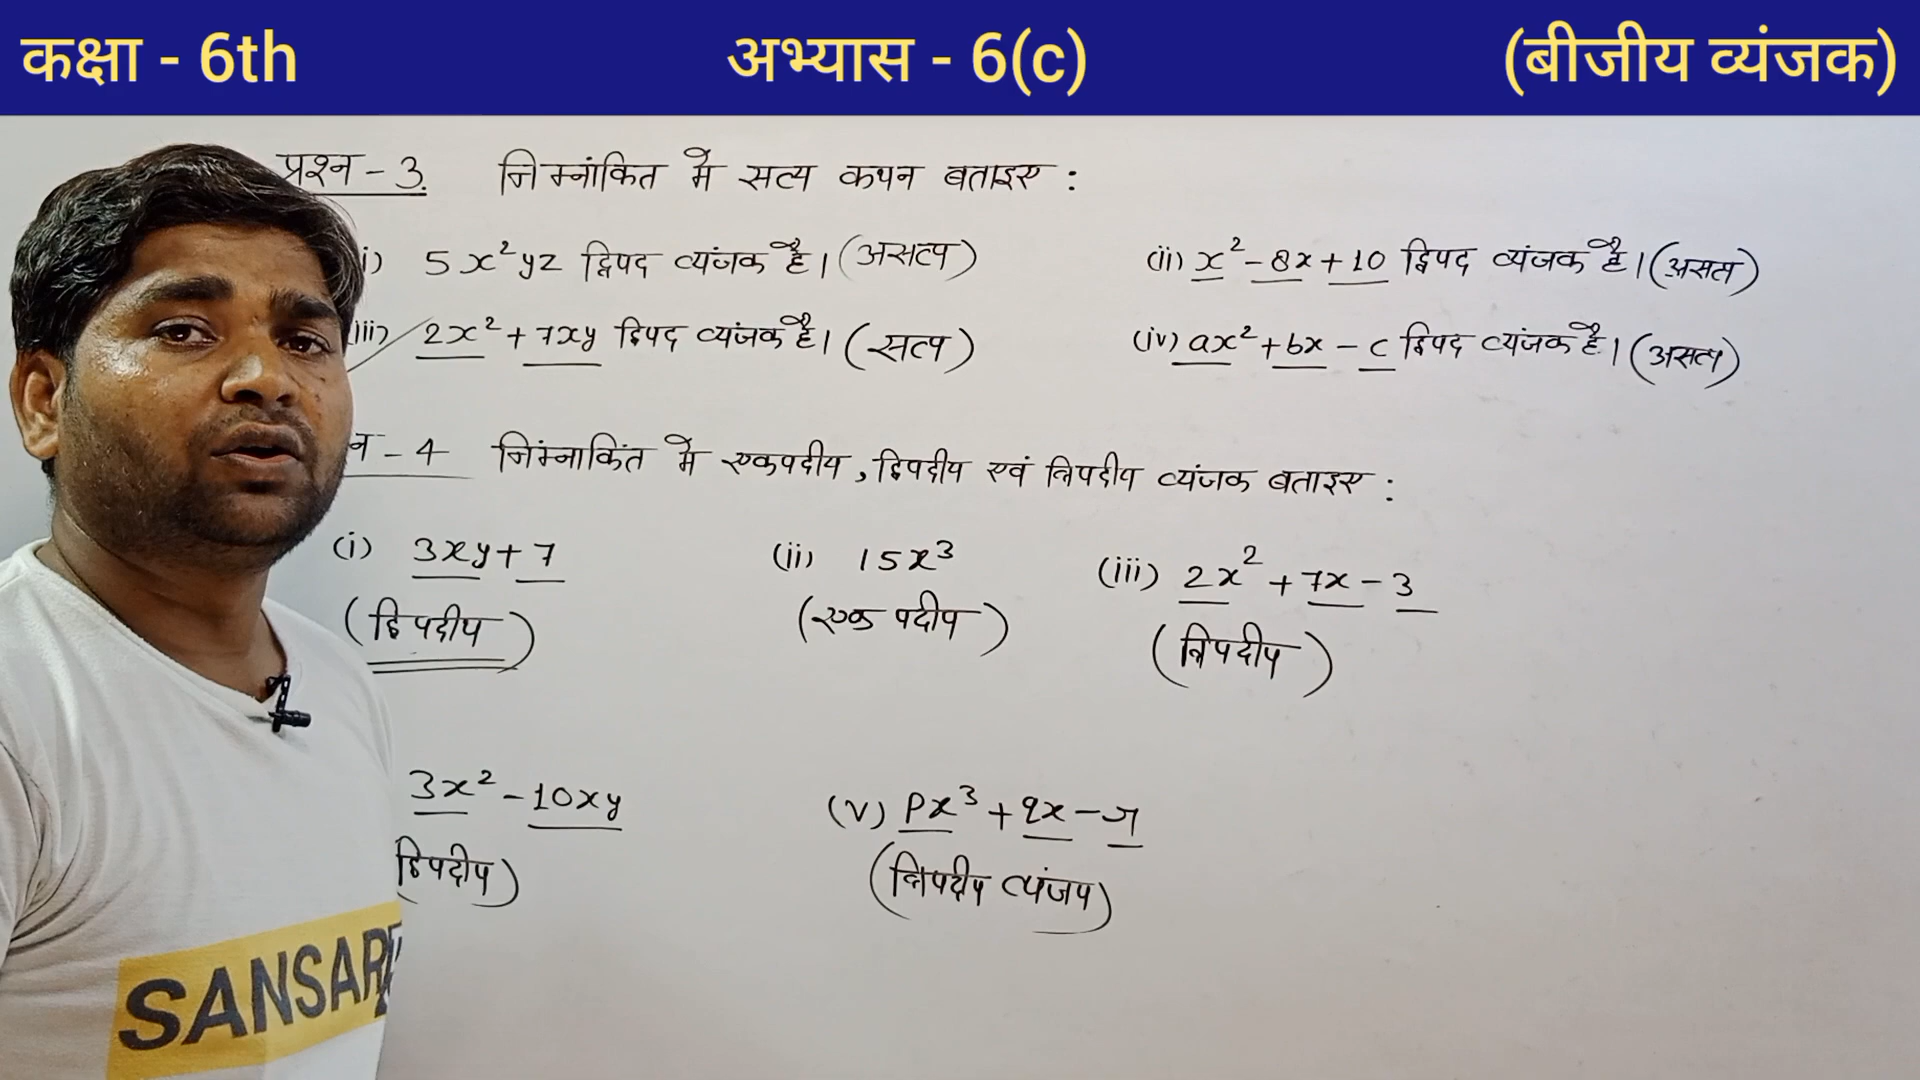 कक्षा - 6th अभ्यास - 6(c) (बीजीय व्यंजक)
प्रश्न - 3. निम्नांकित मे सत्य कथन बताइए :
i) 5x²yz द्विपद व्यंजक है। (असत्य) (ii) x² - 8x + 10 द्विपद व्यंजक है। (असत्य)
iii) 2x² + 7xy द्विपद व्यंजक है। (सत्य) (iv) ax² + bx - c द्विपद व्यंजक है। (असत्य)
न - 4 निंम्नाकिंत मे एकपदीय, द्विपदीय एवं त्रिपदीय व्यंजक बताइए :
(i) 3xy + 7 (ii) 15x³ (iii) 2x² + 7x - 3
(द्विपदीय) (एक पदीय) (त्रिपदीय)
3x² - 10xy (v) px³ + qx - r
द्विपदीय) (त्रिपदीय व्यंजय)
SANSAR